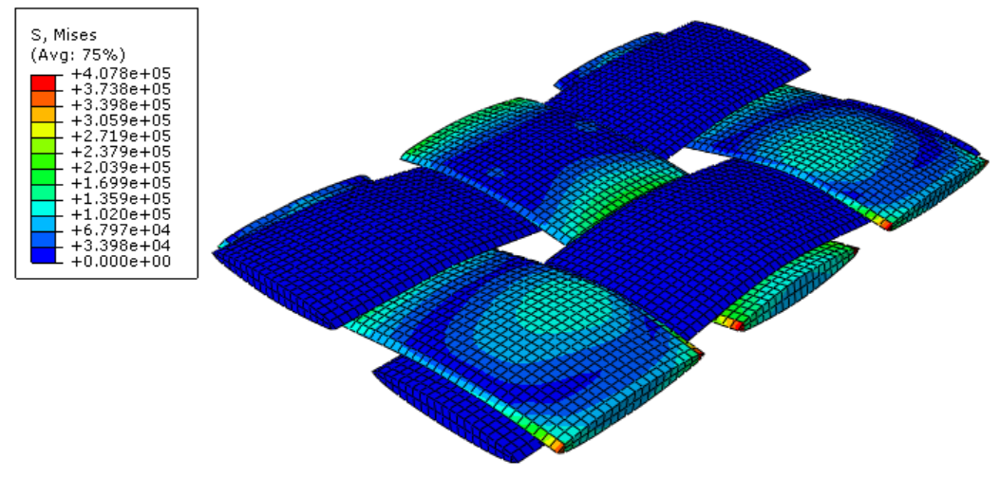 S, Mises
(Avg: 75%)
+4.078e+05
+3.738e+05
+3.398e+05
+3.059e+05
+2.719e+05
+2.379e+05
+2.039e+05
+1.699e+05
+1.359e+05
+1.020e+05
+6.797e+04
+3.398e+04
+0.000e+00